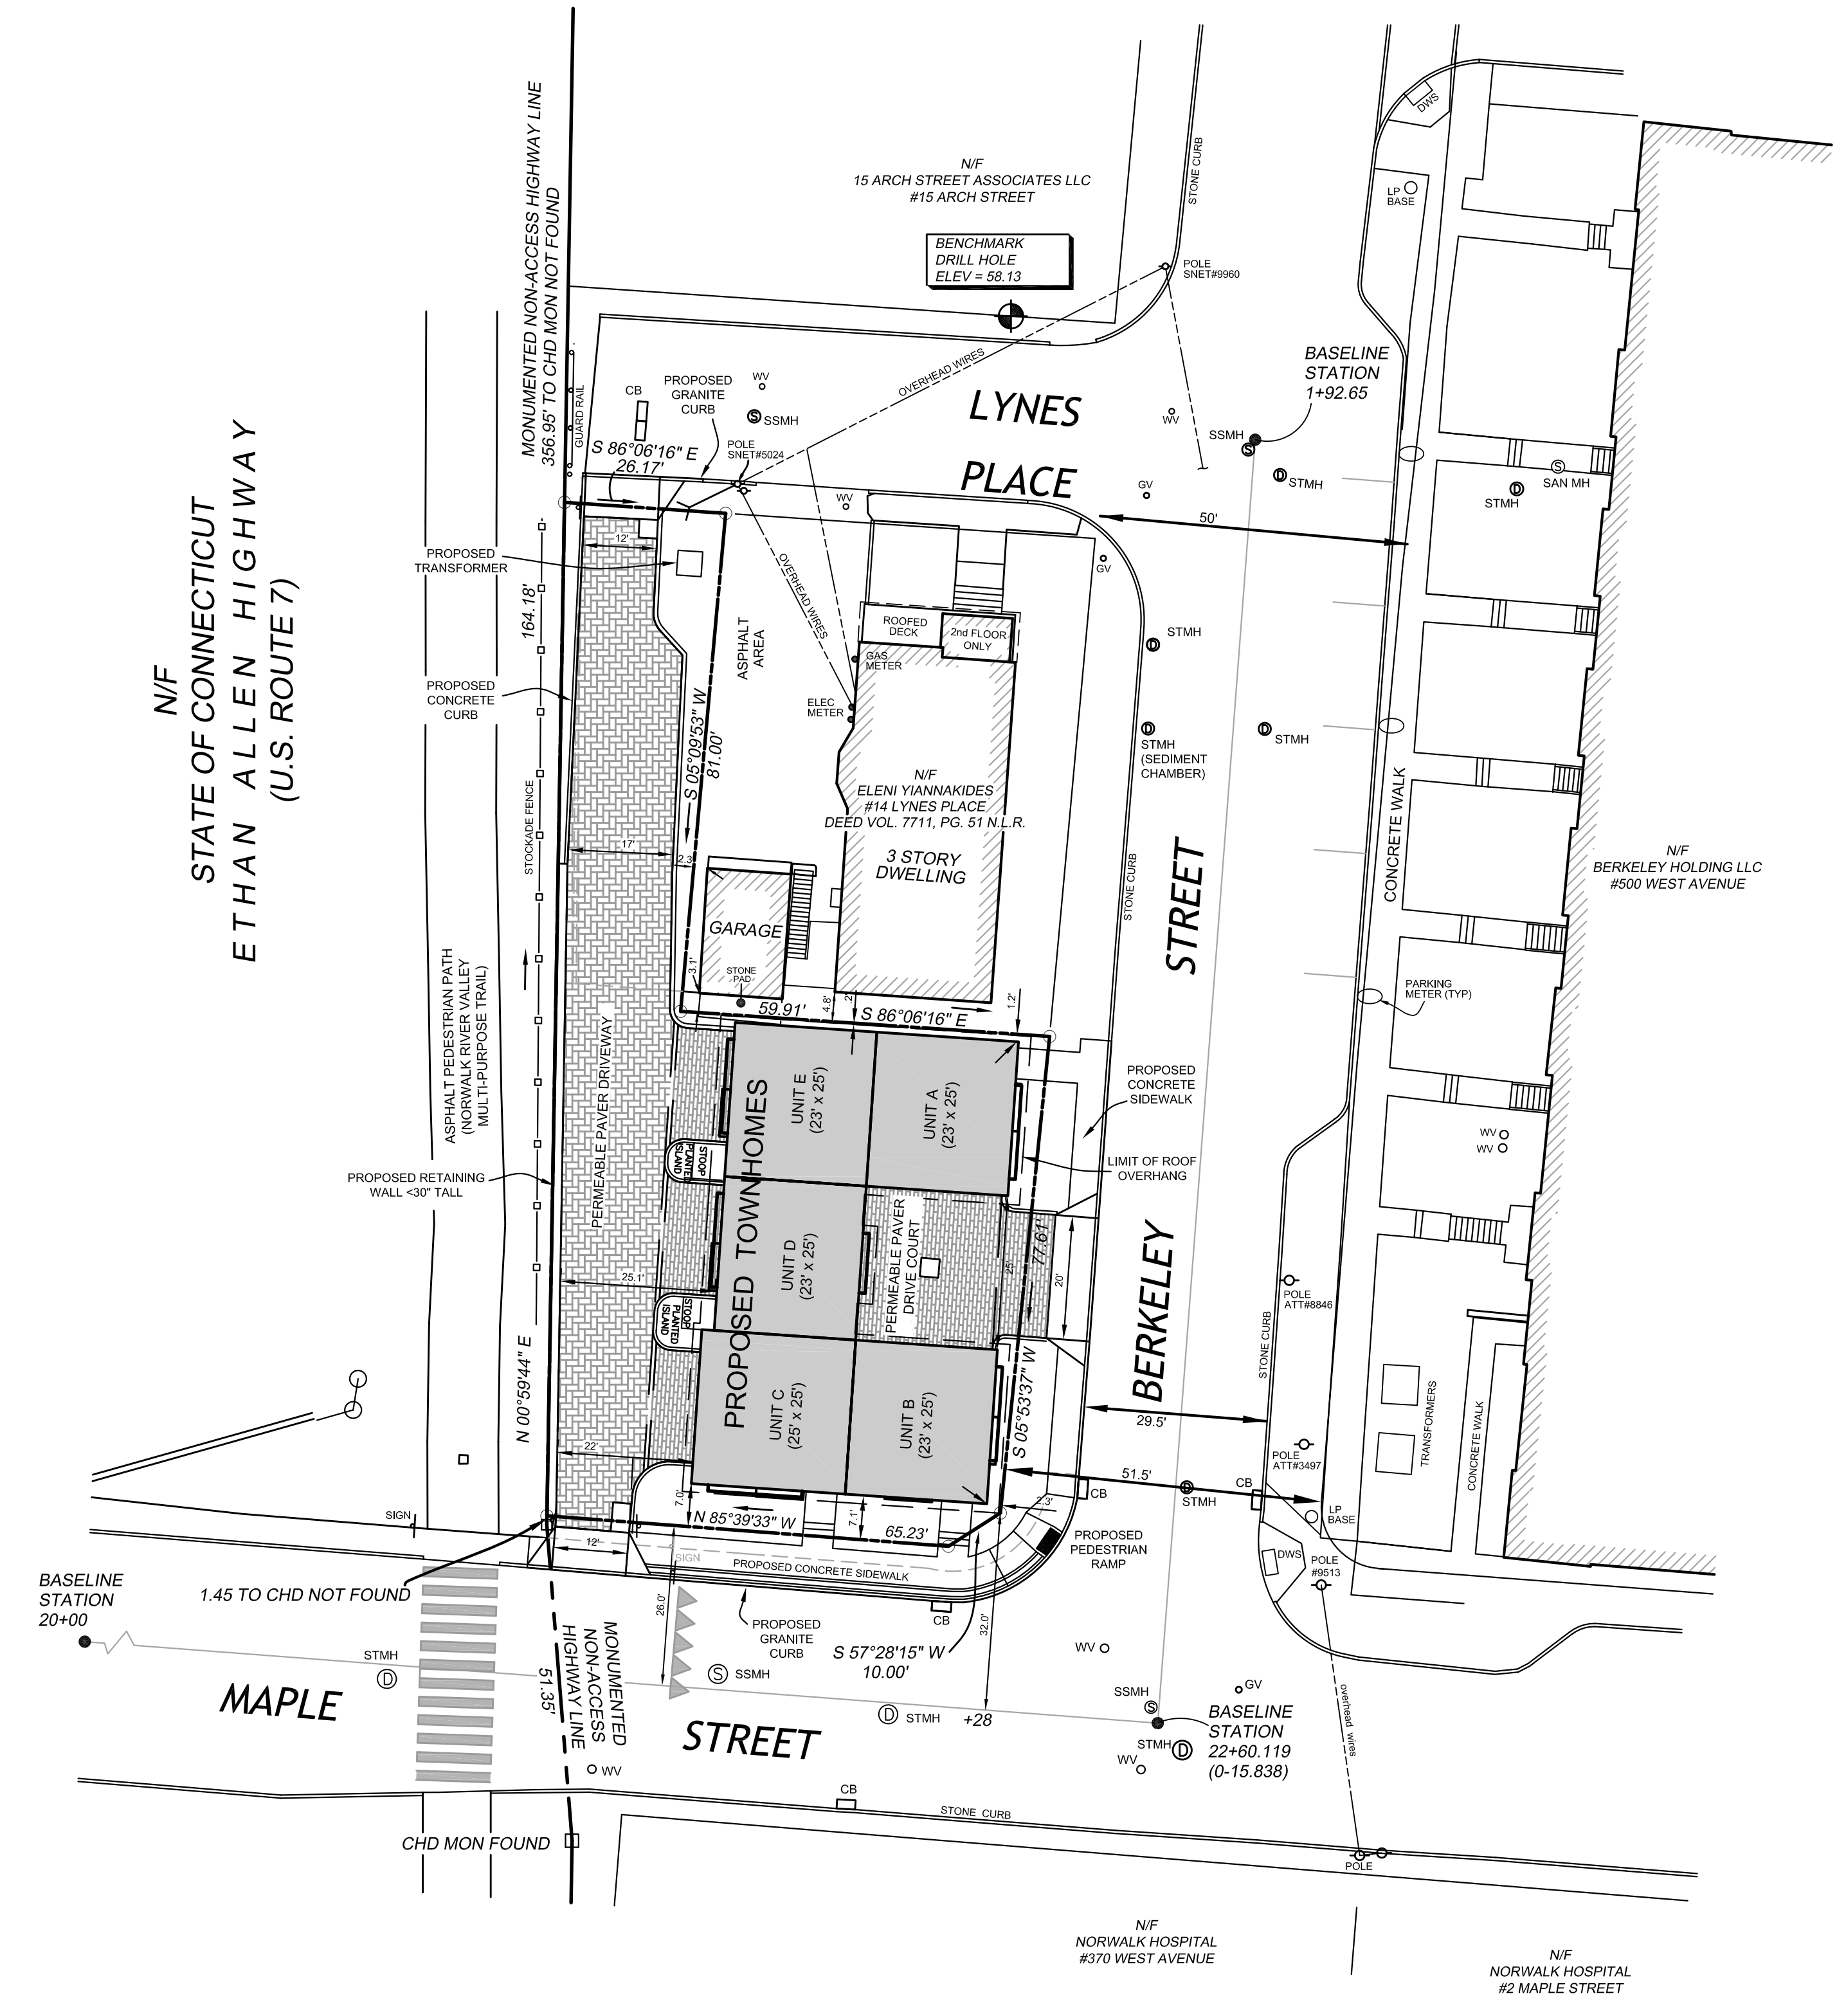 MONUMENTED NON-ACCESS HIGHWAY LINE
356.95' TO CHD MON NOT FOUND
N/F
15 ARCH STREET ASSOCIATES LLC
#15 ARCH STREET
BENCHMARK
DRILL HOLE
ELEV = 58.13
STONE CURB
DWS
LP
BASE
POLE
SNET#9960
BASELINE
STATION
1+92.65
OVERHEAD WIRES
LYNES
PLACE
GUARD RAIL
CB
PROPOSED
GRANITE
CURB
WV
S
SSMH
POLE
SNET#5024
S 86°06'16" E
26.17'
WV
WV
SSMH
S
D
STMH
GV
50'
S
SAN MH
D
STMH
N/F
STATE OF CONNECTICUT
ETHAN ALLEN HIGHWAY
(U.S. ROUTE 7)
PROPOSED
TRANSFORMER
12'
164.18'
OVERHEAD WIRES
ASPHALT
AREA
GV
ROOFED
DECK
2nd FLOOR
ONLY
D
STMH
GAS
METER
ELEC
METER
PROPOSED
CONCRETE
CURB
S 05°09'53" W
81.00'
D
STMH
(SEDIMENT
CHAMBER)
D
STMH
STOCKADE FENCE
17'
2.3'
N/F
ELENI YIANNAKIDES
#14 LYNES PLACE
DEED VOL. 7711, PG. 51 N.L.R.
3 STORY
DWELLING
STONE CURB
STREET
CONCRETE WALK
N/F
BERKELEY HOLDING LLC
#500 WEST AVENUE
GARAGE
3.1'
STONE
PAD
59.91'
4.8'
.2'
S 86°06'16" E
1.2'
PARKING
METER (TYP)
ASPHALT PEDESTRIAN PATH
(NORWALK RIVER VALLEY
MULTI-PURPOSE TRAIL)
PERMEABLE PAVER DRIVEWAY
PROPOSED TOWNHOMES
UNIT E
(23' x 25')
UNIT A
(23' x 25')
PROPOSED
CONCRETE
SIDEWALK
LIMIT OF ROOF
OVERHANG
WV
WV
PROPOSED RETAINING
WALL <30" TALL
STOOP
PLANTED
ISLAND
UNIT D
(23' x 25')
PERMEABLE PAVER
DRIVE COURT
25'
77.61'
20'
25.1'
STOOP
PLANTED
ISLAND
BERKELEY
POLE
ATT#8846
STONE CURB
N 00°59'44" E
UNIT C
(25' x 25')
UNIT B
(23' x 25')
S 05°53'37" W
29.5'
TRANSFORMERS
CONCRETE WALK
22'
51.5'
POLE
ATT#3497
CB
D
STMH
CB
LP
BASE
SIGN
7.0'
N 85°39'33" W
7.1'
65.23'
2.3'
12'
SIGN
PROPOSED CONCRETE SIDEWALK
PROPOSED
PEDESTRIAN
RAMP
DWS
POLE
#9513
BASELINE
STATION
20+00
1.45 TO CHD NOT FOUND
26.0'
PROPOSED
GRANITE
CURB
CB
32.0'
S 57°28'15" W
10.00'
WV
STMH
D
MONUMENTED
NON-ACCESS
HIGHWAY LINE
51.35'
S
SSMH
D
STMH
+28
SSMH
S
GV
BASELINE
STATION
22+60.119
(0-15.838)
STMH
D
WV
MAPLE
STREET
WV
overhead wires
CB
STONE CURB
CHD MON FOUND
POLE
N/F
NORWALK HOSPITAL
#370 WEST AVENUE
N/F
NORWALK HOSPITAL
#2 MAPLE STREET